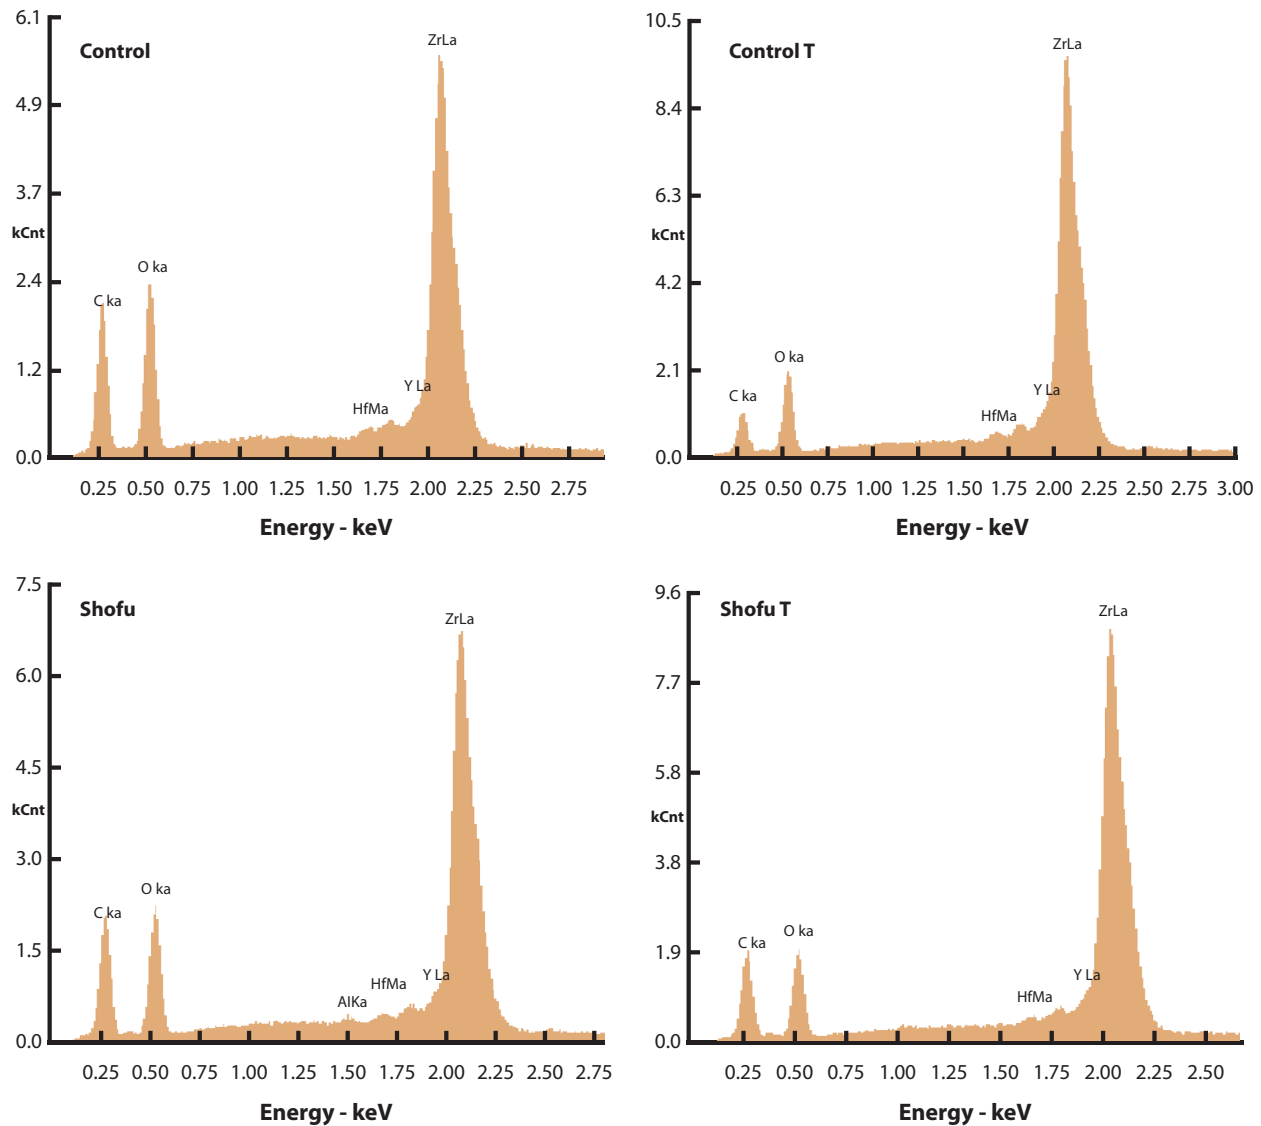 Control
6.1
4.9
3.7
kCnt
2.4
1.2
0.0
C ka
O ka
HfMa
Y La
ZrLa
0.25 0.50 0.75 1.00 1.25 1.50 1.75 2.00 2.25 2.50 2.75
Energy - keV
Control T
10.5
8.4
6.3
kCnt
4.2
2.1
0.0
C ka
O ka
HfMa
Y La
ZrLa
0.25 0.50 0.75 1.00 1.25 1.50 1.75 2.00 2.25 2.50 2.75 3.00
Energy - keV
Shofu
7.5
6.0
4.5
kCnt
3.0
1.5
0.0
C ka
O ka
AlKa
HfMa
Y La
ZrLa
0.25 0.50 0.75 1.00 1.25 1.50 1.75 2.00 2.25 2.50 2.75
Energy - keV
Shofu T
9.6
7.7
5.8
kCnt
3.8
1.9
0.0
C ka
O ka
HfMa
Y La
ZrLa
0.25 0.50 0.75 1.00 1.25 1.50 1.75 2.00 2.25 2.50
Energy - keV